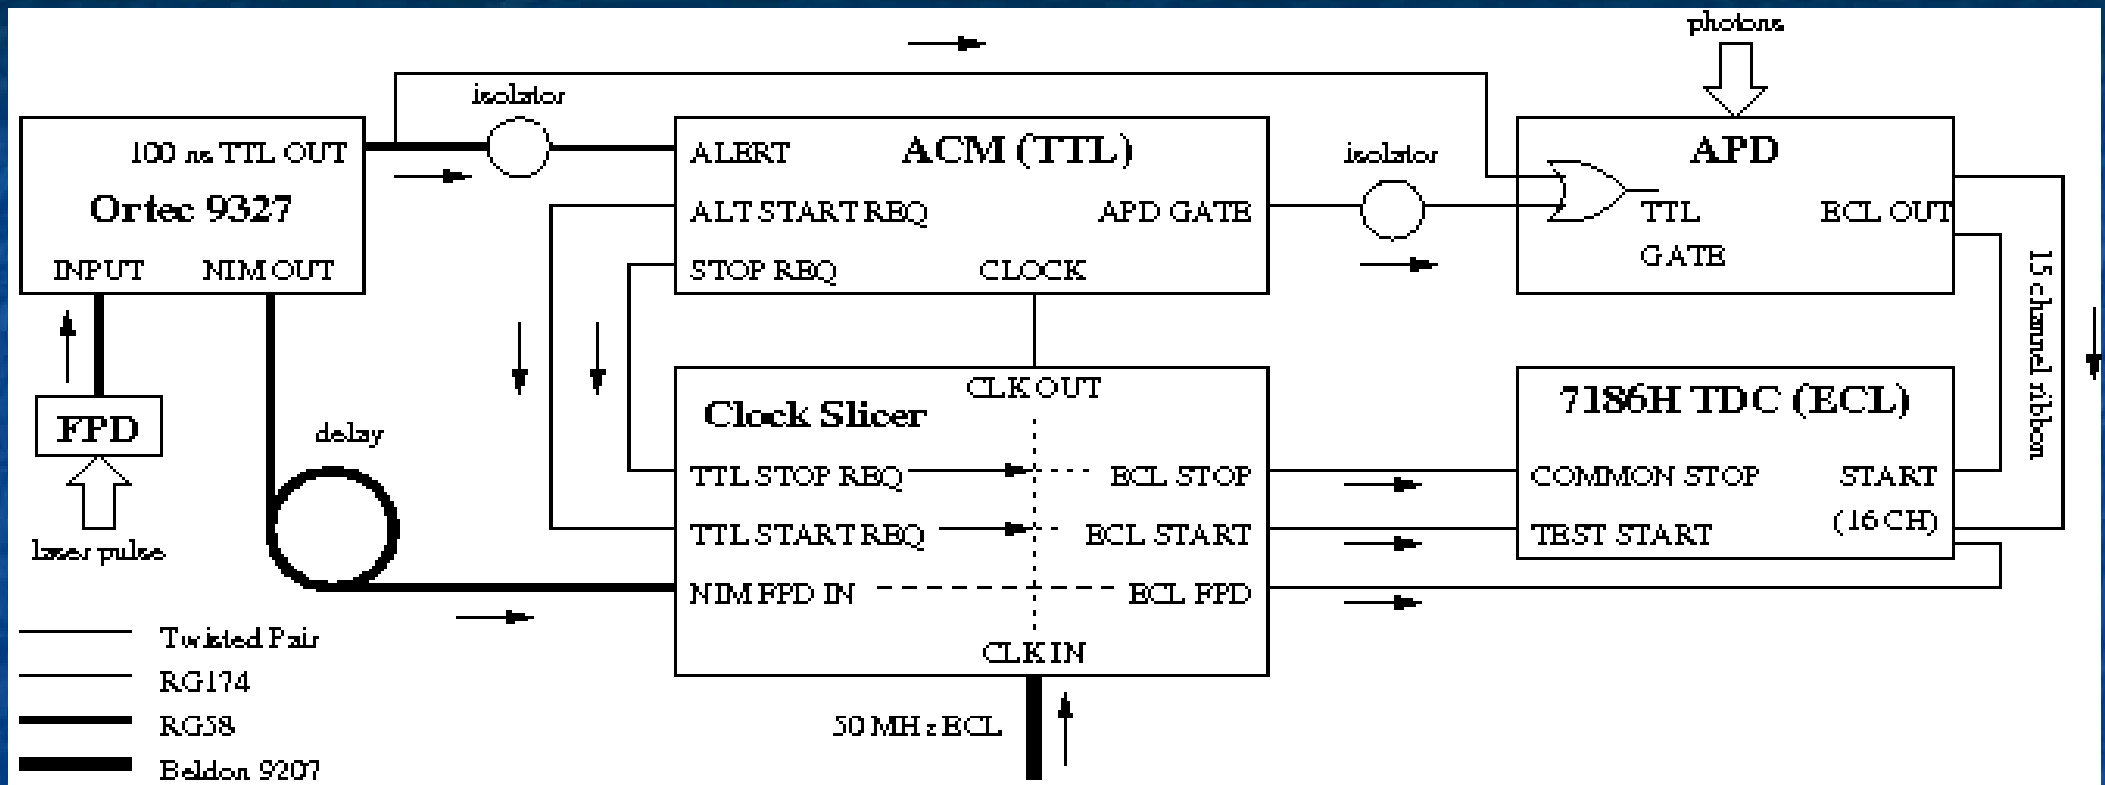 photons
isolator
100 ns TTL OUT
Ortec 9327
INPUT
NIM OUT
ALERT
ACM (TTL)
ALT START REQ
APD GATE
STOP REQ
CLOCK
isolator
APD
TTL
GATE
ECL OUT
15 channel ribbon
FPD
laser pulse
delay
CLK OUT
Clock Slicer
TTL STOP REQ
ECL STOP
TTL START REQ
ECL START
NIM FPD IN
ECL FPD
CLK IN
7186H TDC (ECL)
COMMON STOP
START
(16 CH)
TEST START
50 MHz ECL
Twisted Pair
RG174
RG58
Beldon 9207